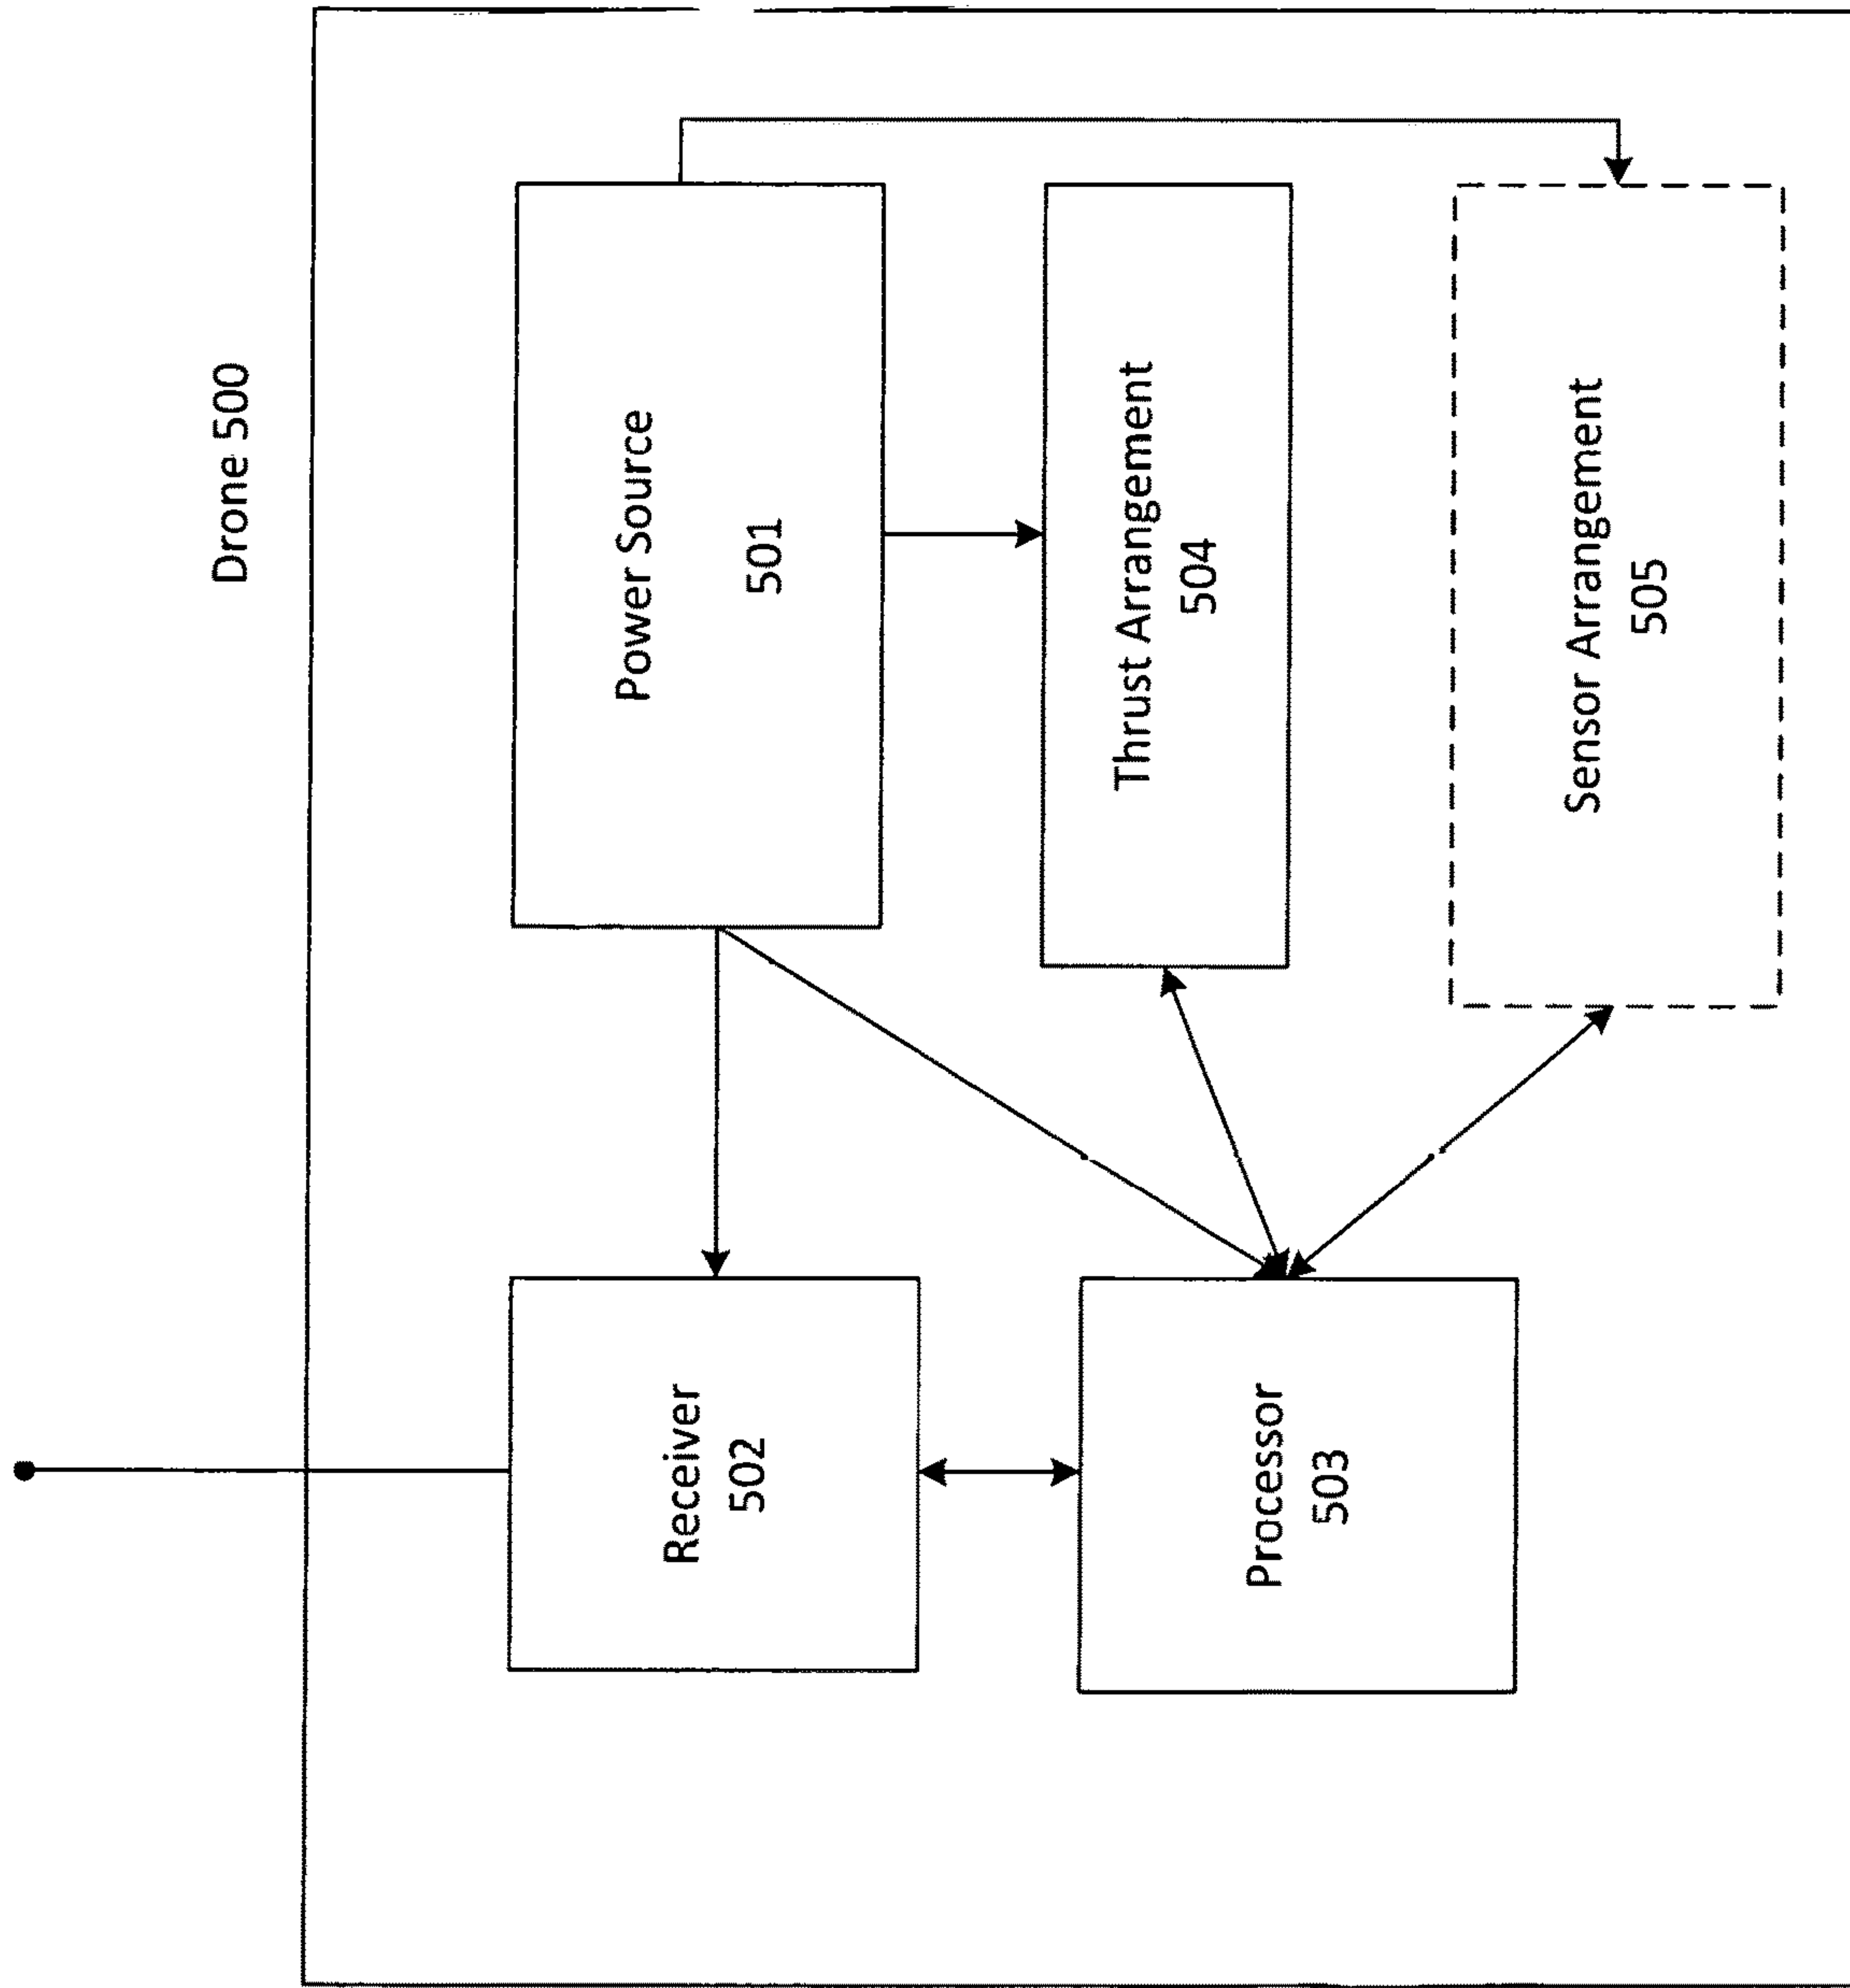 Drone 500
Receiver
502
Power Source
501
Processor
503
Thrust Arrangement
504
Sensor Arrangement
505